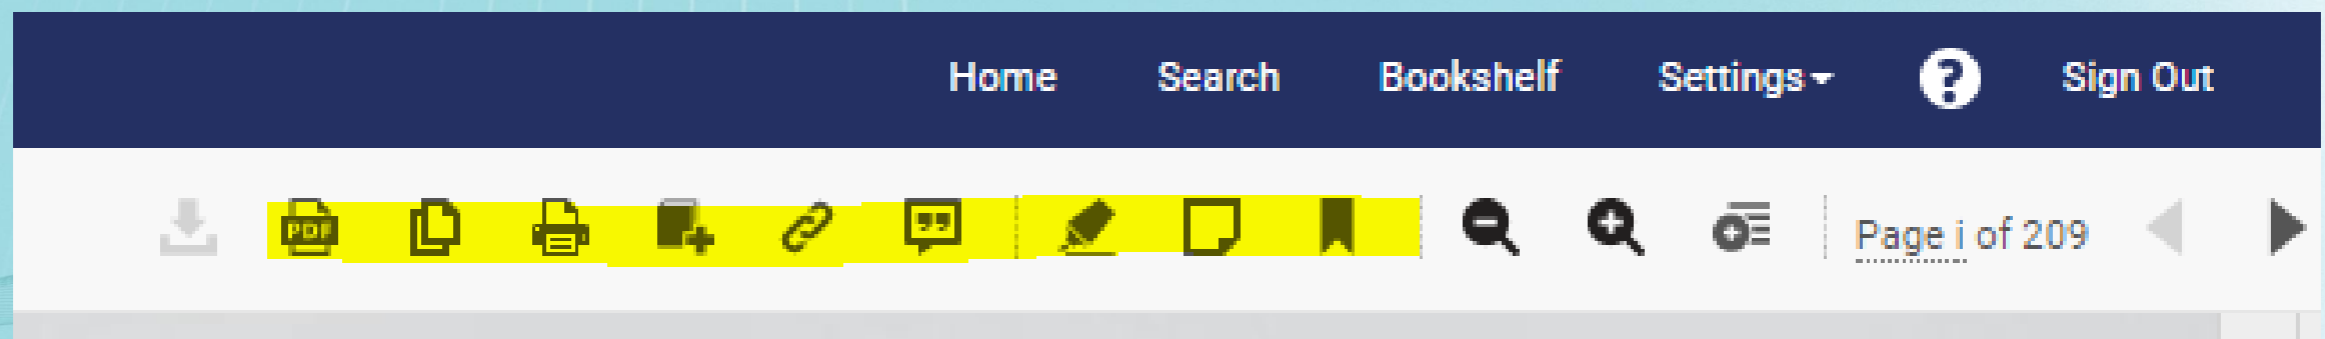 Home Search Bookshelf Settings ? Sign Out
PDF Page i of 209